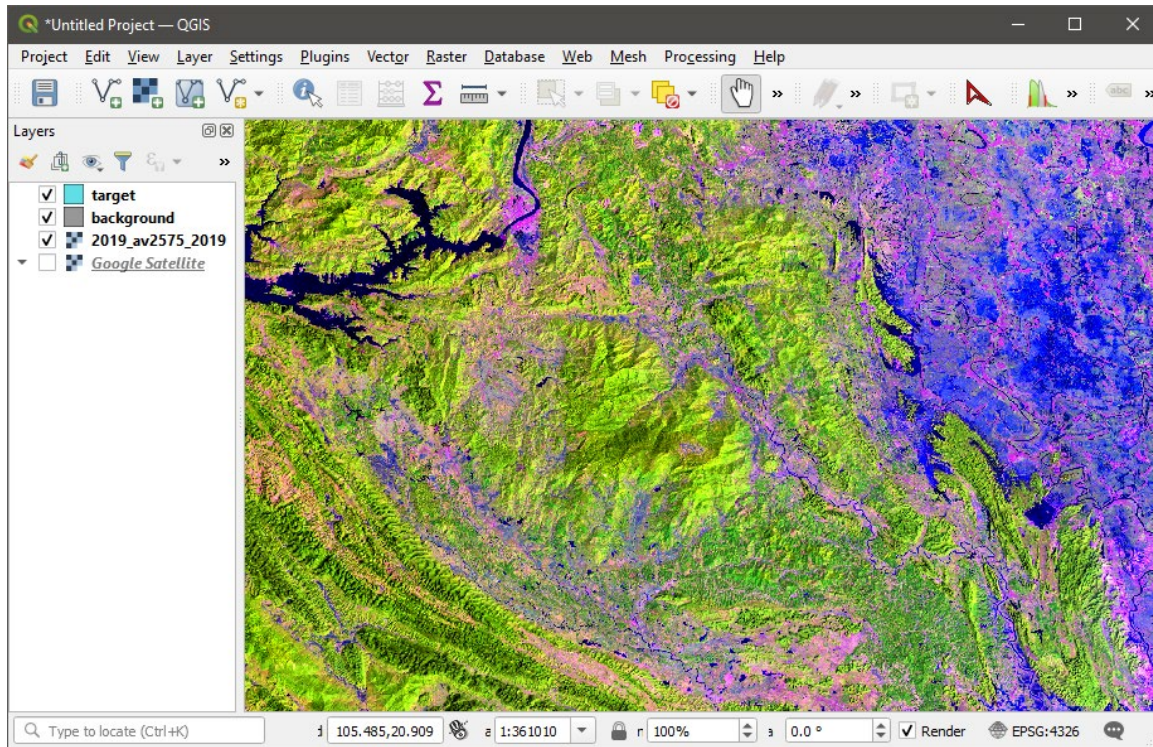 *Untitled Project — QGIS
Project Edit View Layer Settings Plugins Vector Raster Database Web Mesh Processing Help
abc
Layers
target
background
2019_av2575_2019
Google Satellite
Type to locate (Ctrl+K) 105.485,20.909 1:361010 100% 0.0 ° Render EPSG:4326